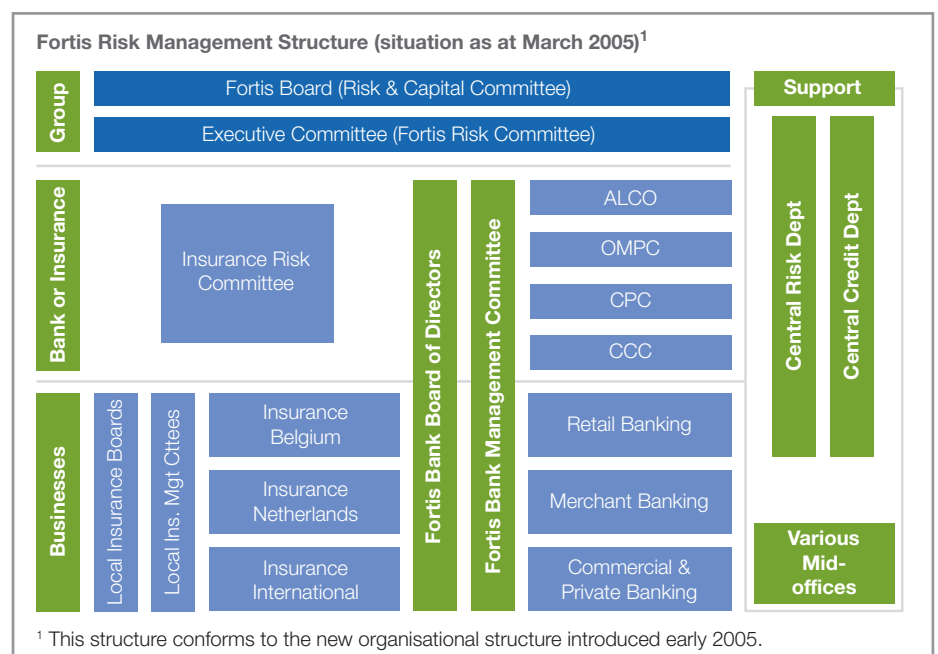 Fortis Risk Management Structure (situation as at March 2005)¹
Group
Fortis Board (Risk & Capital Committee)
Executive Committee (Fortis Risk Committee)
Support
Central Risk Dept
Central Credit Dept
Various
Mid-
offices
Bank or Insurance
Insurance Risk
Committee
Fortis Bank Board of Directors
Fortis Bank Management Committee
ALCO
OMPC
CPC
CCC
Businesses
Local Insurance Boards
Local Ins. Mgt Cttees
Insurance
Belgium
Insurance
Netherlands
Insurance
International
Retail Banking
Merchant Banking
Commercial &
Private Banking
¹ This structure conforms to the new organisational structure introduced early 2005.